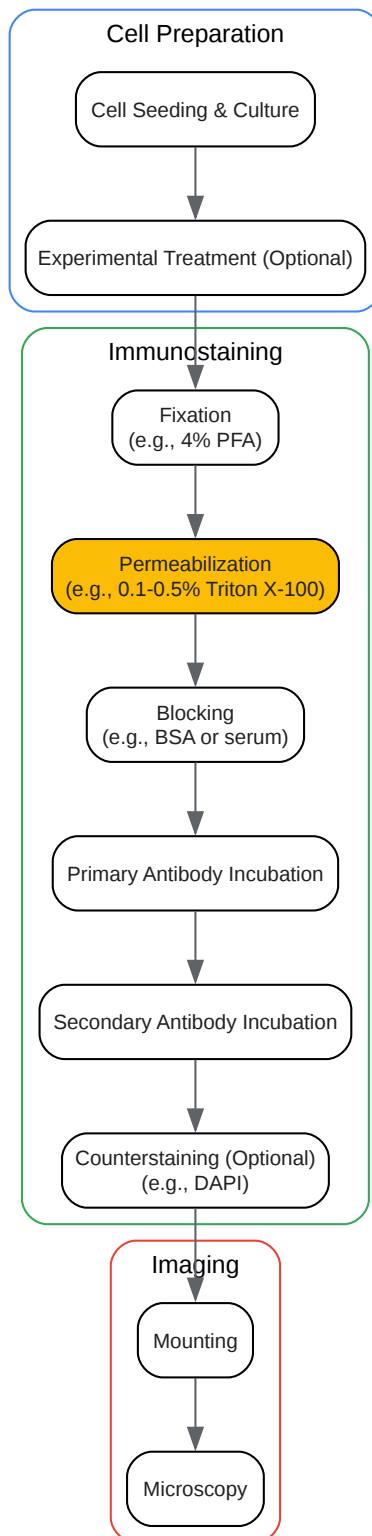 Cell Preparation
Cell Seeding & Culture
Experimental Treatment (Optional)
Immunostaining
Fixation
(e.g., 4% PFA)
Permeabilization
(e.g., 0.1-0.5% Triton X-100)
Blocking
(e.g., BSA or serum)
Primary Antibody Incubation
Secondary Antibody Incubation
Counterstaining (Optional)
(e.g., DAPI)
Imaging
Mounting
Microscopy